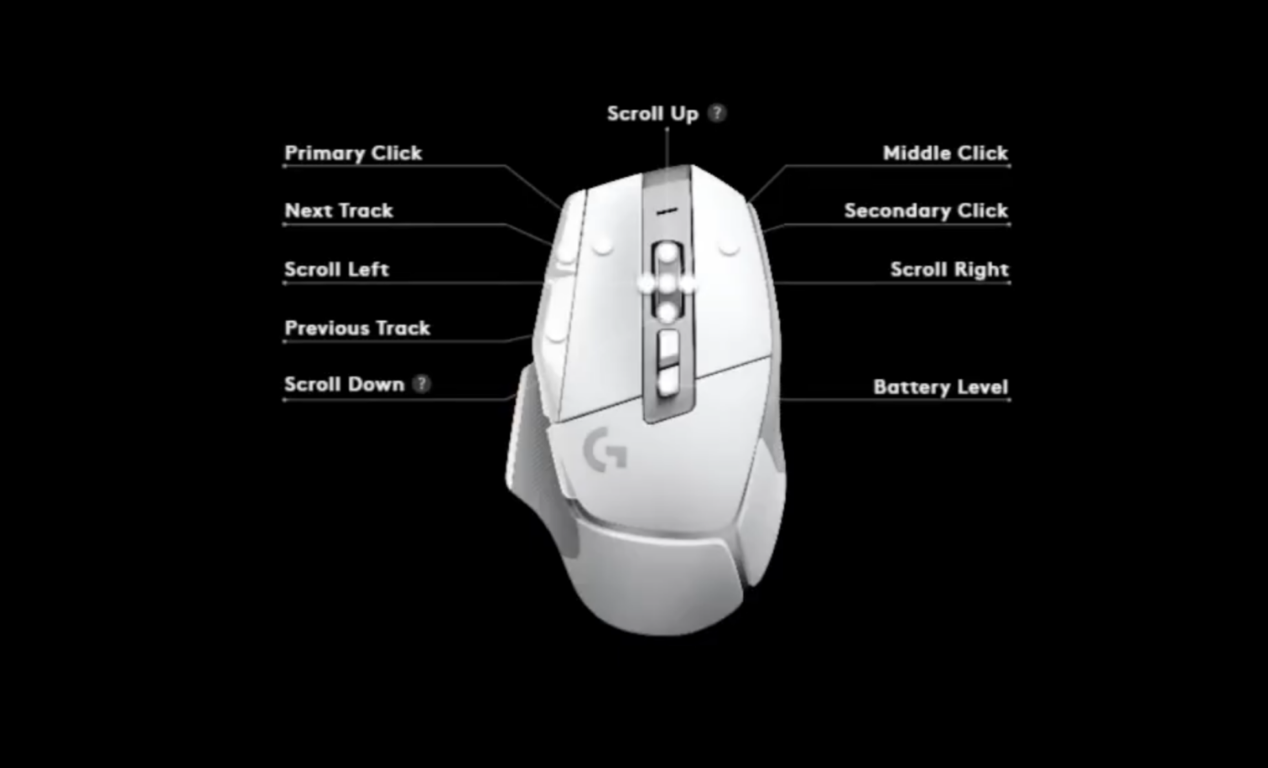 Scroll Up ?
Primary Click
Middle Click
Next Track
Secondary Click
Scroll Left
Scroll Right
Previous Track
Scroll Down ?
Battery Level
G